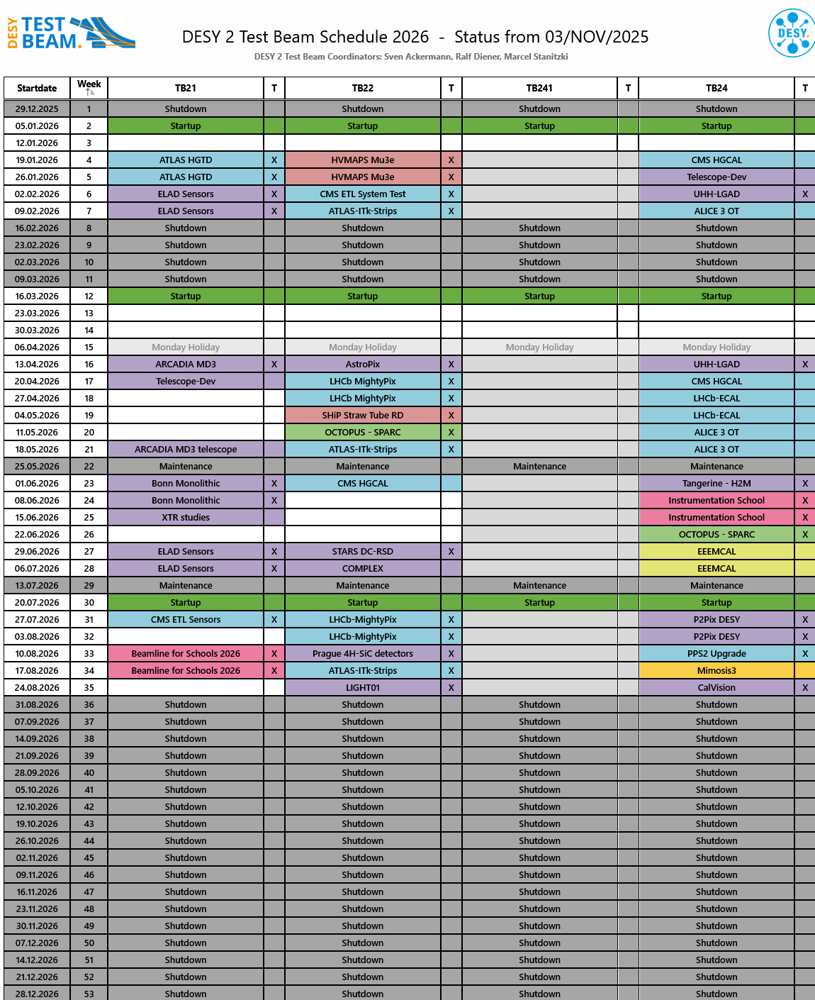 DESY TEST BEAM.
DESY 2 Test Beam Schedule 2026 - Status from 03/NOV/2025
DESY.
DESY 2 Test Beam Coordinators: Sven Ackermann, Ralf Diener, Marcel Stanitzki
Startdate Week TB21 T TB22 T TB241 T TB24 T
29.12.2025 1 Shutdown Shutdown Shutdown Shutdown
05.01.2026 2 Startup Startup Startup Startup
12.01.2026 3
19.01.2026 4 ATLAS HGTD X HVMAPS Mu3e X CMS HGCAL
26.01.2026 5 ATLAS HGTD X HVMAPS Mu3e X Telescope-Dev
02.02.2026 6 ELAD Sensors X CMS ETL System Test X UHH-LGAD X
09.02.2026 7 ELAD Sensors X ATLAS-ITk-Strips X ALICE 3 OT
16.02.2026 8 Shutdown Shutdown Shutdown Shutdown
23.02.2026 9 Shutdown Shutdown Shutdown Shutdown
02.03.2026 10 Shutdown Shutdown Shutdown Shutdown
09.03.2026 11 Shutdown Shutdown Shutdown Shutdown
16.03.2026 12 Startup Startup Startup Startup
23.03.2026 13
30.03.2026 14
06.04.2026 15 Monday Holiday Monday Holiday Monday Holiday Monday Holiday
13.04.2026 16 ARCADIA MD3 X AstroPix X UHH-LGAD X
20.04.2026 17 Telescope-Dev LHCb MightyPix X CMS HGCAL
27.04.2026 18 LHCb MightyPix X LHCb-ECAL
04.05.2026 19 SHiP Straw Tube RD X LHCb-ECAL
11.05.2026 20 OCTOPUS - SPARC X ALICE 3 OT
18.05.2026 21 ARCADIA MD3 telescope ATLAS-ITk-Strips X ALICE 3 OT
25.05.2026 22 Maintenance Maintenance Maintenance Maintenance
01.06.2026 23 Bonn Monolithic X CMS HGCAL Tangerine - H2M X
08.06.2026 24 Bonn Monolithic X Instrumentation School X
15.06.2026 25 XTR studies Instrumentation School X
22.06.2026 26 OCTOPUS - SPARC X
29.06.2026 27 ELAD Sensors X STARS DC-RSD X EEEMCAL
06.07.2026 28 ELAD Sensors X COMPLEX EEEMCAL
13.07.2026 29 Maintenance Maintenance Maintenance Maintenance
20.07.2026 30 Startup Startup Startup Startup
27.07.2026 31 CMS ETL Sensors X LHCb-MightyPix X P2Pix DESY X
03.08.2026 32 LHCb-MightyPix X P2Pix DESY X
10.08.2026 33 Beamline for Schools 2026 X Prague 4H-SiC detectors X PPS2 Upgrade X
17.08.2026 34 Beamline for Schools 2026 X ATLAS-ITk-Strips X Mimosis3
24.08.2026 35 LIGHT01 X CalVision X
31.08.2026 36 Shutdown Shutdown Shutdown Shutdown
07.09.2026 37 Shutdown Shutdown Shutdown Shutdown
14.09.2026 38 Shutdown Shutdown Shutdown Shutdown
21.09.2026 39 Shutdown Shutdown Shutdown Shutdown
28.09.2026 40 Shutdown Shutdown Shutdown Shutdown
05.10.2026 41 Shutdown Shutdown Shutdown Shutdown
12.10.2026 42 Shutdown Shutdown Shutdown Shutdown
19.10.2026 43 Shutdown Shutdown Shutdown Shutdown
26.10.2026 44 Shutdown Shutdown Shutdown Shutdown
02.11.2026 45 Shutdown Shutdown Shutdown Shutdown
09.11.2026 46 Shutdown Shutdown Shutdown Shutdown
16.11.2026 47 Shutdown Shutdown Shutdown Shutdown
23.11.2026 48 Shutdown Shutdown Shutdown Shutdown
30.11.2026 49 Shutdown Shutdown Shutdown Shutdown
07.12.2026 50 Shutdown Shutdown Shutdown Shutdown
14.12.2026 51 Shutdown Shutdown Shutdown Shutdown
21.12.2026 52 Shutdown Shutdown Shutdown Shutdown
28.12.2026 53 Shutdown Shutdown Shutdown Shutdown